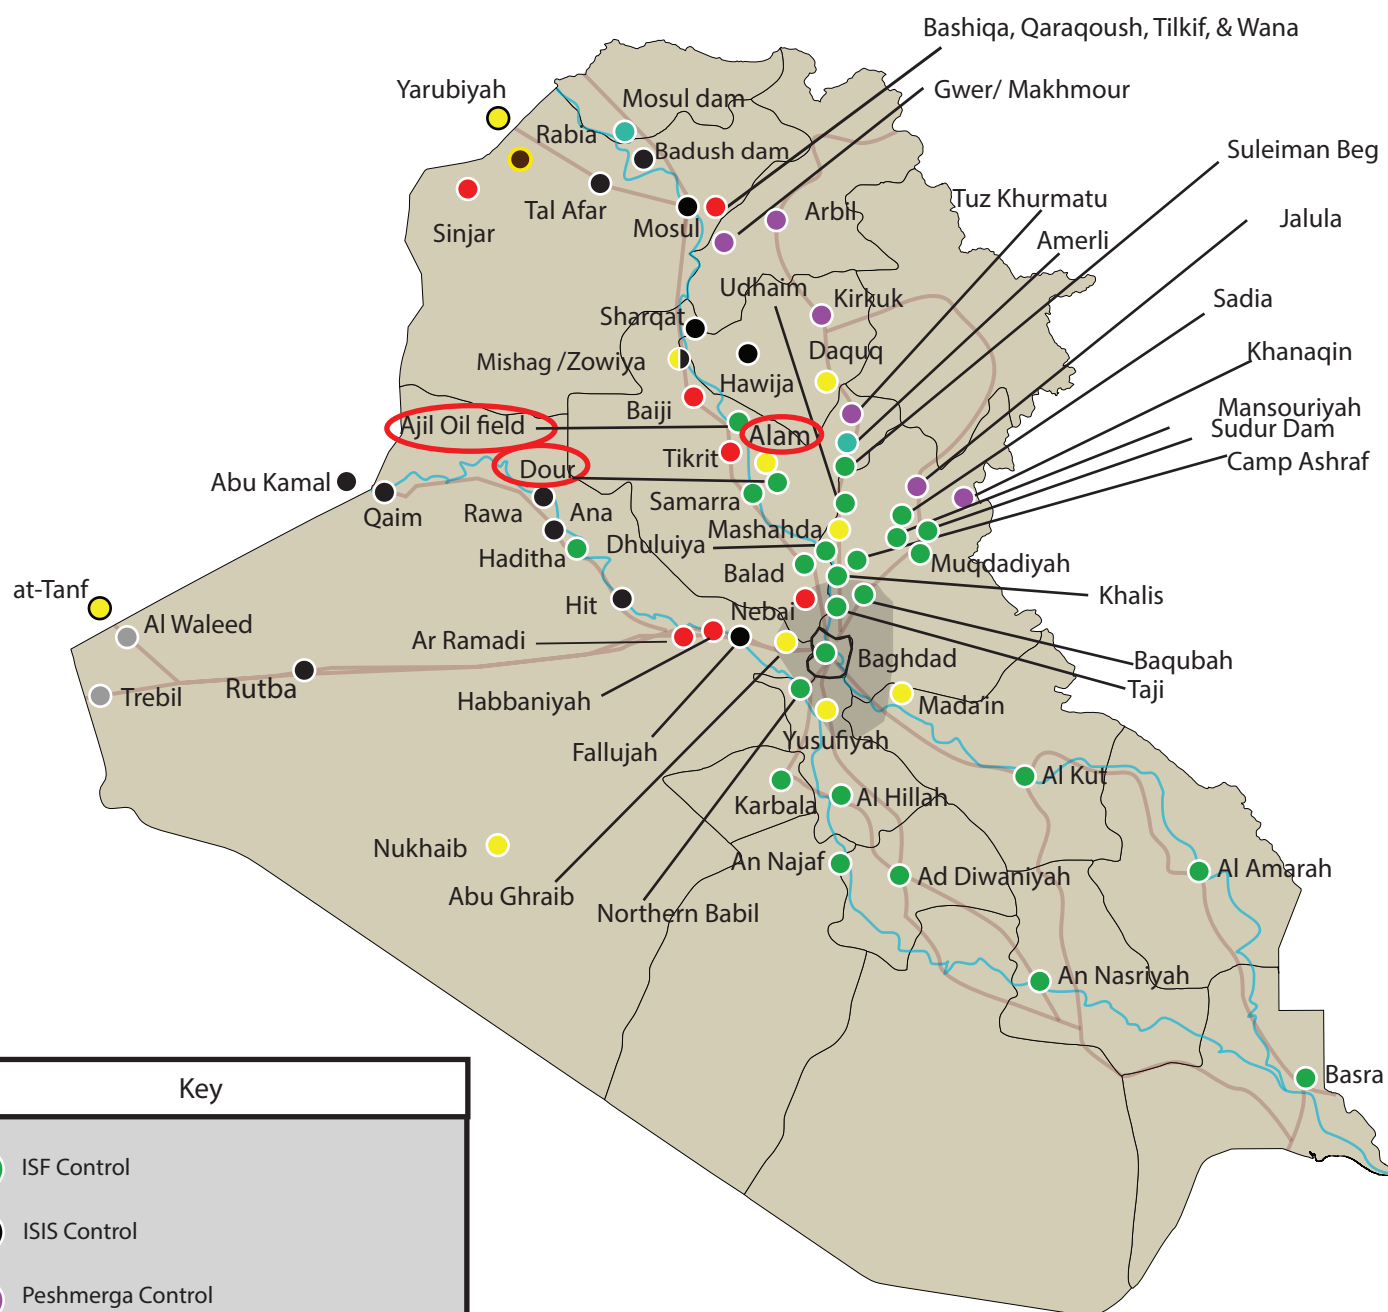 Bashiqa, Qaraqoush, Tilkif, & Wana
Yarubiyah
Mosul dam
Gwer/ Makhmour
Rabia
Badush dam
Suleiman Beg
Tal Afar
Tuz Khurmatu
Sinjar
Mosul
Arbil
Jalula
Amerli
Udhaim
Kirkuk
Sadia
Sharqat
Mishag /Zowiya
Daquq
Khanaqin
Hawija
Baiji
Mansouriyah
Ajil Oil field
Alam
Sudur Dam
Tikrit
Camp Ashraf
Dour
Abu Kamal
Samarra
Qaim
Rawa
Ana
Mashahda
Haditha
Dhuluiya
Muqdadiyah
Balad
at-Tanf
Hit
Khalis
Nebai
Al Waleed
Ar Ramadi
Baghdad
Baqubah
Rutba
Trebil
Taji
Habbaniyah
Mada'in
Fallujah
Yusufiyah
Al Kut
Karbala
Al Hillah
Nukhaib
An Najaf
Ad Diwaniyah
Al Amarah
Abu Ghraib
Northern Babil
An Nasriyah
Basra
Key
ISF Control
ISIS Control
Peshmerga Control